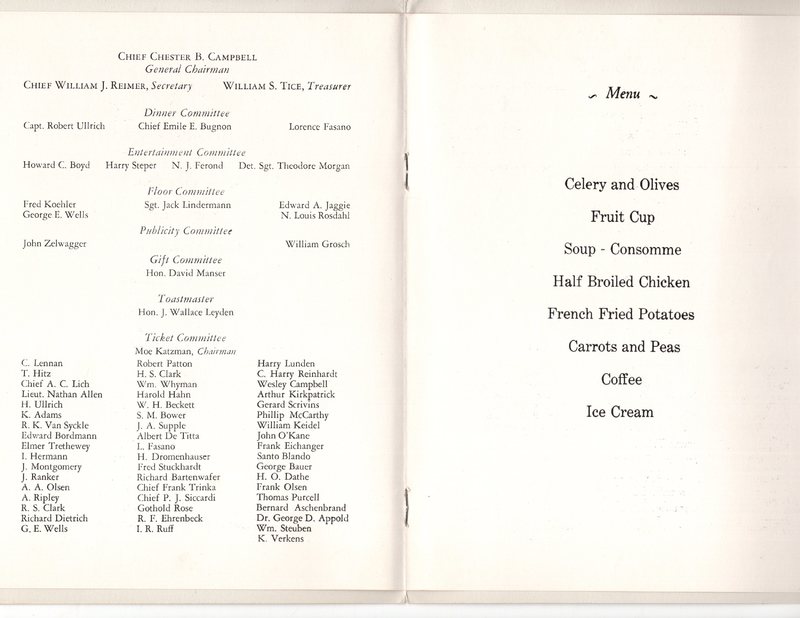 CHIEF CHESTER B. CAMPBELL
General Chairman
CHIEF WILLIAM J. REIMER, Secretary WILLIAM S. TICE, Treasurer
Dinner Committee
Capt. Robert Ullrich Chief Emile E. Bugnon Lorence Fasano
Entertainment Committee
Howard C. Boyd Harry Steper N. J. Ferond Det. Sgt. Theodore Morgan
Floor Committee
Fred Koehler Sgt. Jack Lindermann Edward A. Jaggie
George E. Wells N. Louis Rosdahl
Publicity Committee
John Zelwagger William Grosch
Gift Committee
Hon. David Manser
Toastmaster
Hon. J. Wallace Leyden
Ticket Committee
Moe Katzman, Chairman
C. Lennan Robert Patton Harry Lunden
T. Hitz H. S. Clark C. Harry Reinhardt
Chief A. C. Lich Wm. Whyman Wesley Campbell
Lieut. Nathan Allen Harold Hahn Arthur Kirkpatrick
H. Ullrich W. H. Beckett Gerard Scrivins
K. Adams S. M. Bower Phillip McCarthy
R. K. Van Syckle J. A. Supple William Keidel
Edward Bordmann Albert De Titta John O'Kane
Elmer Trethewey L. Fasano Frank Eichanger
I. Hermann H. Dromenhauser Santo Blando
J. Montgomery Fred Stuckhardt George Bauer
J. Ranker Richard Bartenwafer H. O. Dathe
A. A. Olsen Chief Frank Trinka Frank Olsen
A. Ripley Chief P. J. Siccardi Thomas Purcell
R. S. Clark Gothold Rose Bernard Aschenbrand
Richard Dietrich R. F. Ehrenbeck Dr. George D. Appold
G. E. Wells I. R. Ruff Wm. Steuben
K. Verkens
~ Menu ~
Celery and Olives
Fruit Cup
Soup - Consomme
Half Broiled Chicken
French Fried Potatoes
Carrots and Peas
Coffee
Ice Cream